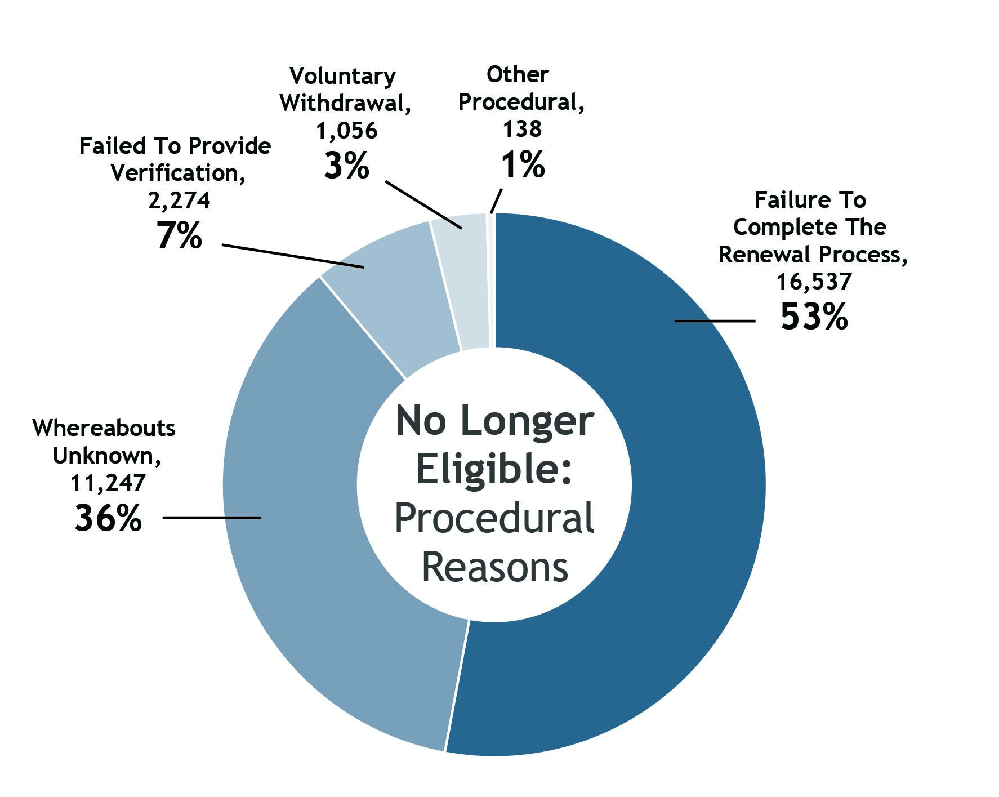 Voluntary
Withdrawal,
1,056
3%
Other
Procedural,
138
1%
Failed To Provide
Verification,
2,274
7%
Failure To
Complete The
Renewal Process,
16,537
53%
Whereabouts
Unknown,
11,247
36%
No Longer
Eligible:
Procedural
Reasons